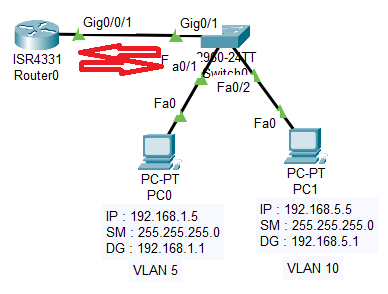 Gig0/0/1
Gig0/1
ISR4331
Router0
2960-24TT
Switch0
F
a0/1
Fa0/2
Fa0
Fa0
PC-PT
PC0
PC-PT
PC1
IP : 192.168.1.5
SM : 255.255.255.0
DG : 192.168.1.1
IP : 192.168.5.5
SM : 255.255.255.0
DG : 192.168.5.1
VLAN 5
VLAN 10